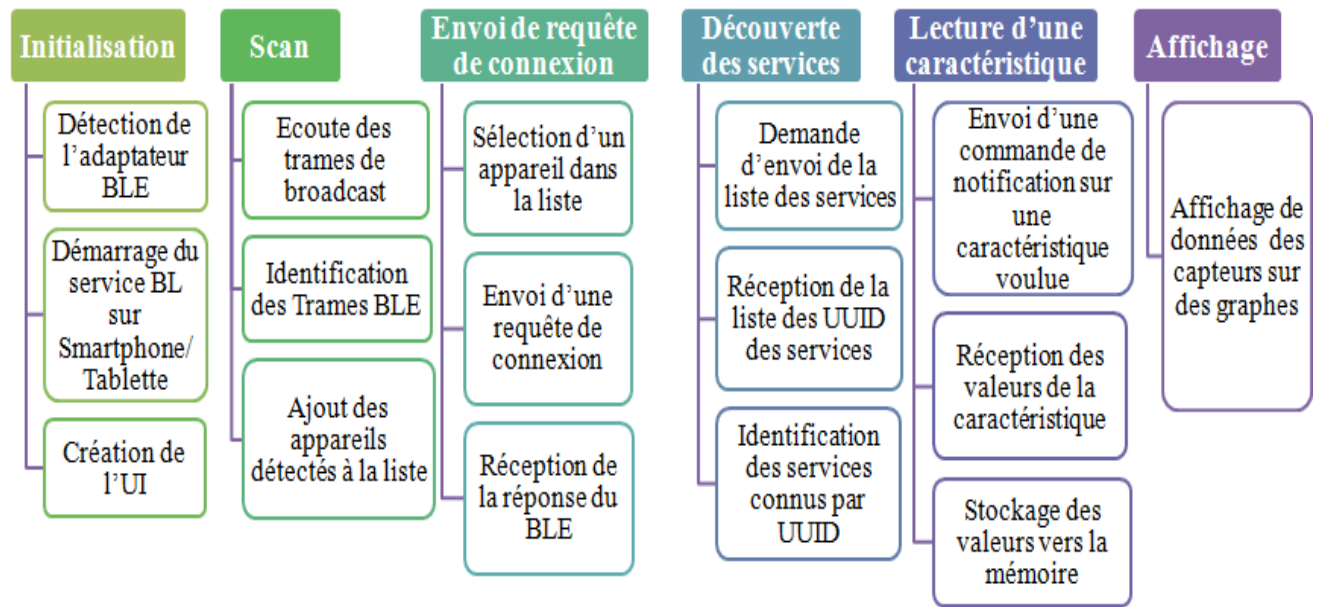 Initialisation
Détection de
l'adaptateur
BLE
Démarrage du
service BL
sur
Smartphone/
Tablette
Création de
l'UI
Scan
Ecoute des
trames de
broadcast
Identification
des Trames BLE
Ajout des
appareils
détectés à la liste
Envoi de requête
de connexion
Sélection d'un
appareil dans
la liste
Envoi d'une
requête de
connexion
Réception de
la réponse du
BLE
Découverte
des services
Demande
d'envoi de la
liste des services
Réception de la
liste des UUID
des services
Identification
des services
connus par
UUID
Lecture d'une
caractéristique
Envoi d'une
commande de
notification sur
une
caractéristique
voulue
Réception des
valeurs de la
caractéristique
Stockage des
valeurs vers la
mémoire
Affichage
Affichage de
données des
capteurs sur
des graphes